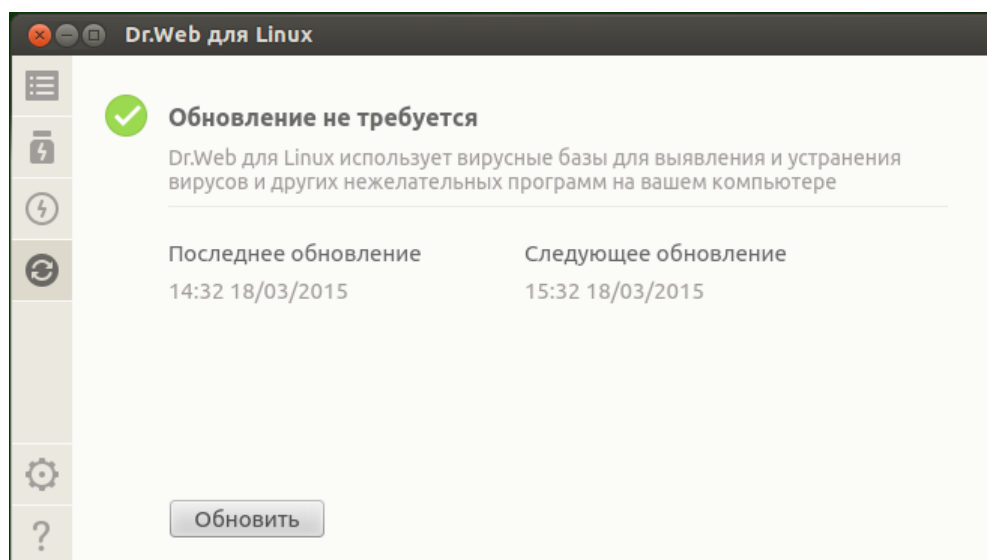 Dr.Web для Linux
Обновление не требуется
Dr.Web для Linux использует вирусные базы для выявления и устранения
вирусов и других нежелательных программ на вашем компьютере
Последнее обновление
Следующее обновление
14:32 18/03/2015
15:32 18/03/2015
Обновить
?